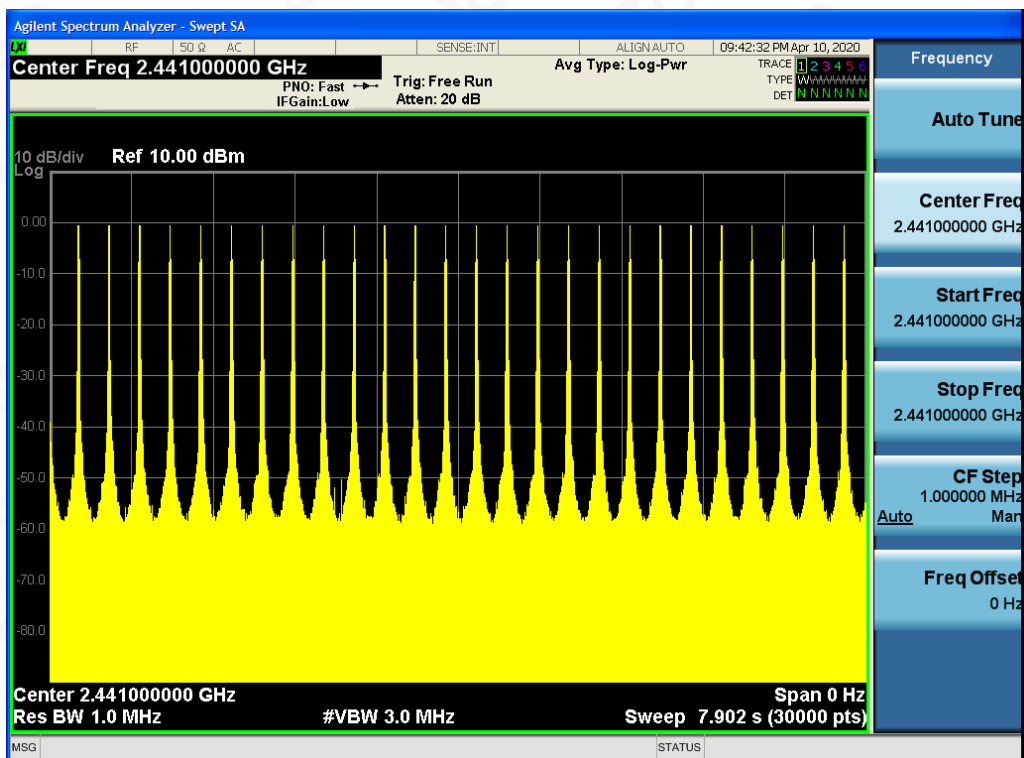 Agilent Spectrum Analyzer - Swept SA
LXI RF 50 Ω AC SENSE:INT ALIGN AUTO 09:42:32 PM Apr 10, 2020
Center Freq 2.441000000 GHz
PNO: Fast
IFGain:Low
Trig: Free Run
Atten: 20 dB
Avg Type: Log-Pwr
TRACE 1 2 3 4 5 6
TYPE WWWWWW
DET N N N N N N
10 dB/div Ref 10.00 dBm
Log
0.00
-10.0
-20.0
-30.0
-40.0
-50.0
-60.0
-70.0
-80.0
Center 2.441000000 GHz Span 0 Hz
Res BW 1.0 MHz #VBW 3.0 MHz Sweep 7.902 s (30000 pts)
MSG STATUS
Frequency
Auto Tune
Center Freq
2.441000000 GHz
Start Freq
2.441000000 GHz
Stop Freq
2.441000000 GHz
CF Step
1.000000 MHz
Auto Man
Freq Offset
0 Hz